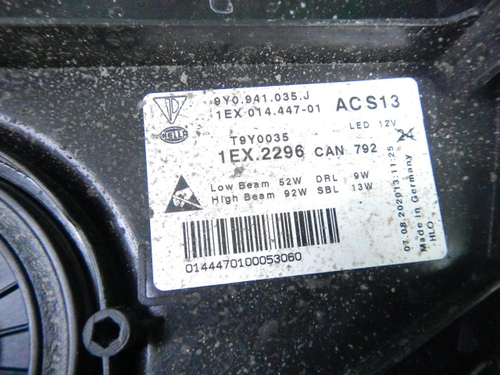 9Y0.941.035.J
1EX.014.447-01 ACS13
HELLA LED 12V
T9Y0035 24
1EX.2296 CAN 792
Low Beam 52W DRL 9W
High Beam 92W SBL 13W
0144470100053060
07.08.2020 13:11:25
Made in Germany
HLO